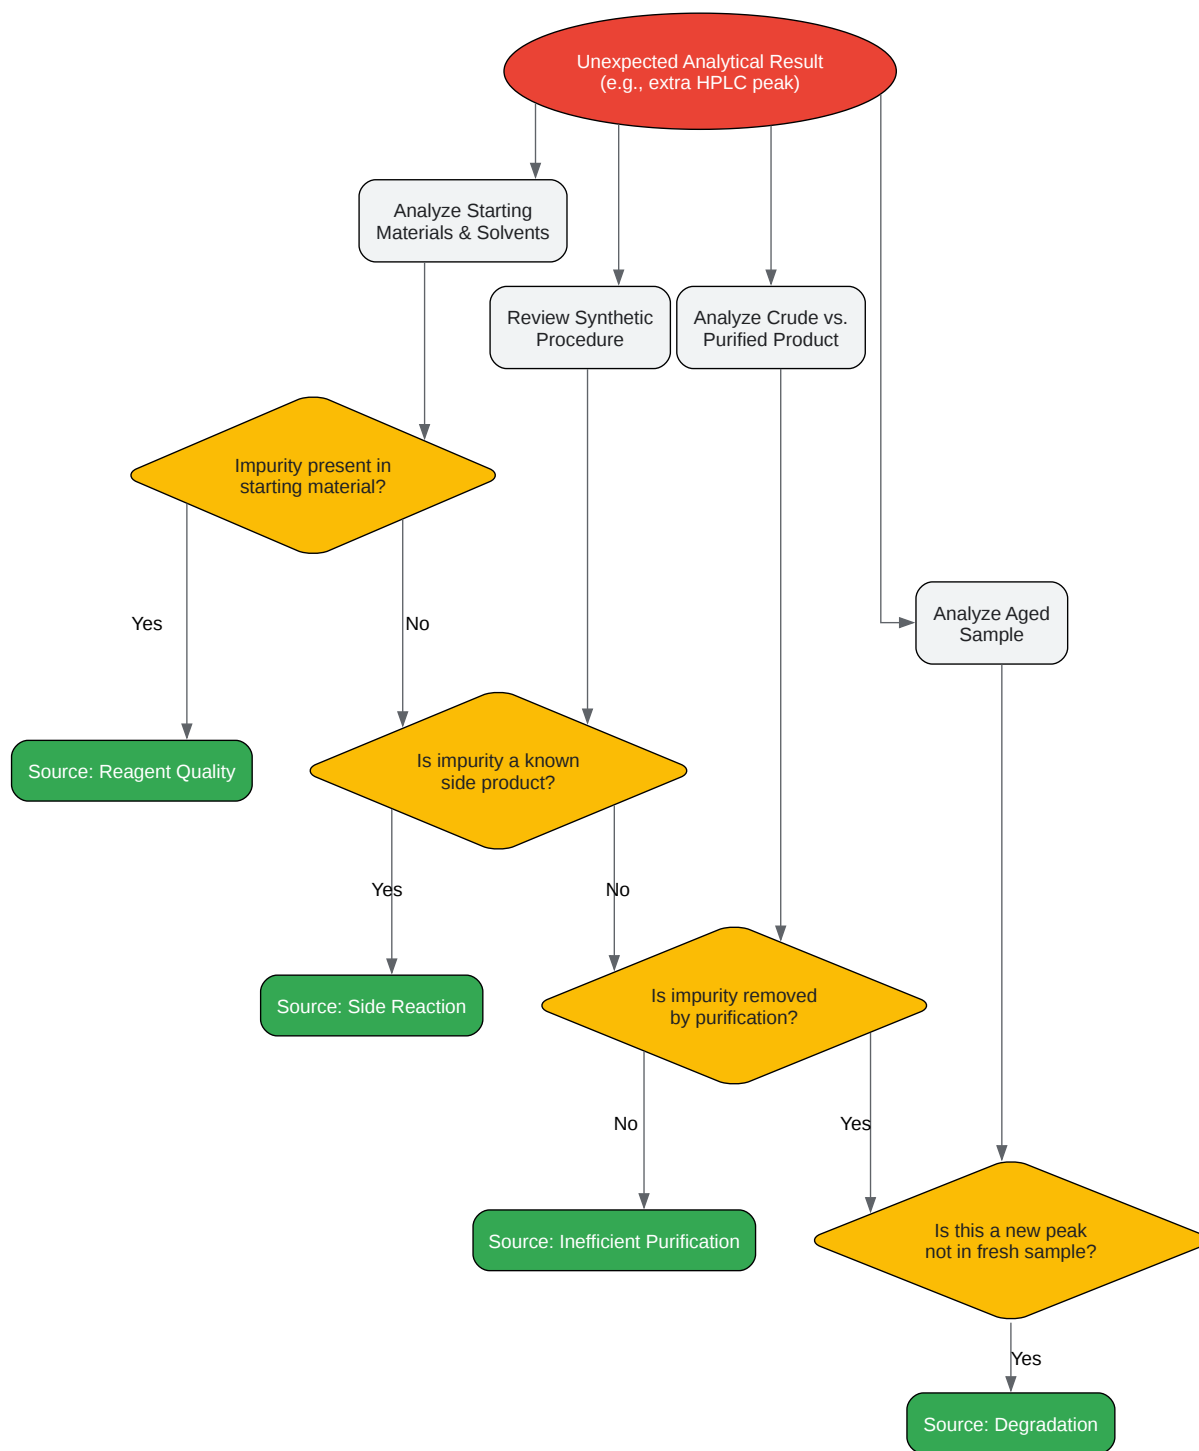 Unexpected Analytical Result
(e.g., extra HPLC peak)
Analyze Starting
Materials & Solvents
Review Synthetic
Procedure
Analyze Crude vs.
Purified Product
Impurity present in
starting material?
Analyze Aged
Sample
Yes
No
Source: Reagent Quality
Is impurity a known
side product?
Yes
No
Source: Side Reaction
Is impurity removed
by purification?
No
Yes
Source: Inefficient Purification
Is this a new peak
not in fresh sample?
Yes
Source: Degradation